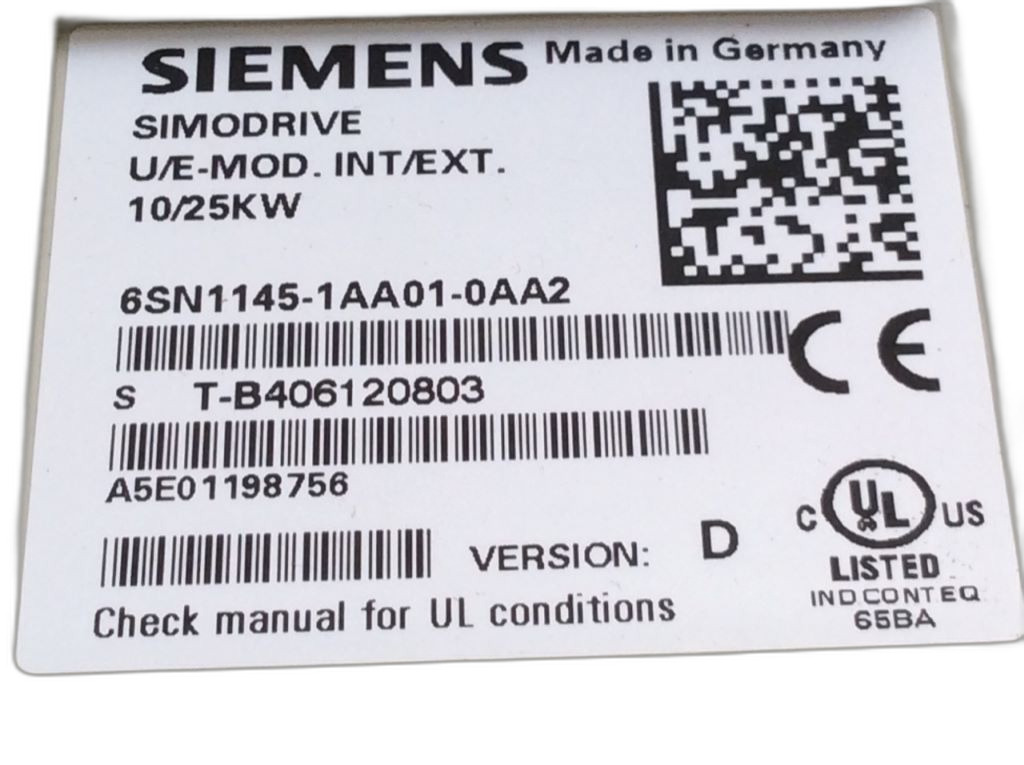 SIEMENS Made in Germany
SIMODRIVE
U/E-MOD. INT/EXT.
10/25KW
6SN1145-1AA01-0AA2
CE
S T-B406120803
A5E01198756
VERSION: D
C UL US
LISTED
IND CONT EQ
65BA
Check manual for UL conditions